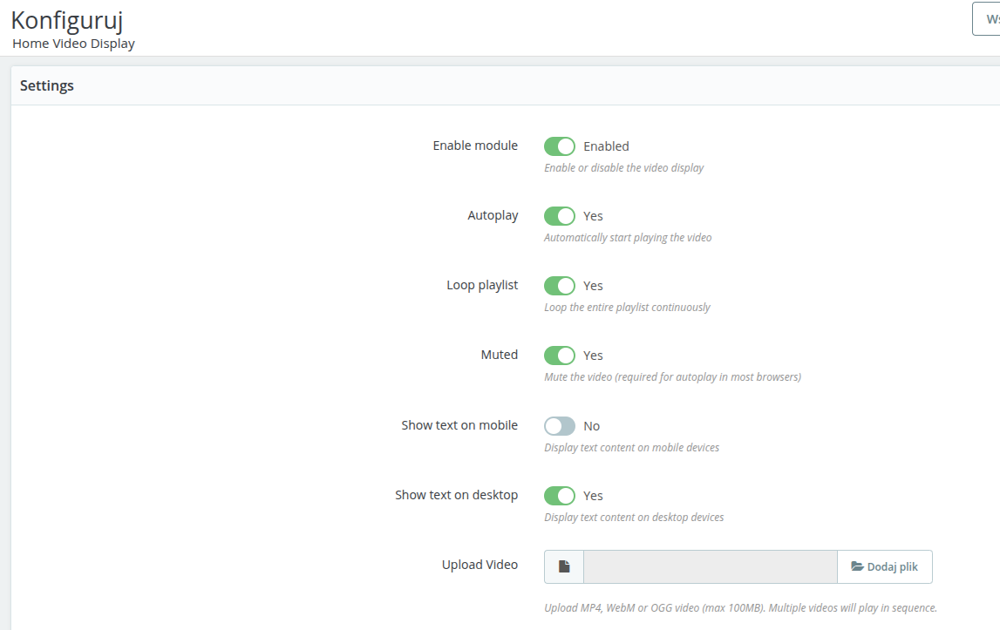 Konfiguruj
Home Video Display
Settings
Enable module
Enabled
Enable or disable the video display
Autoplay
Yes
Automatically start playing the video
Loop playlist
Yes
Loop the entire playlist continuously
Muted
Yes
Mute the video (required for autoplay in most browsers)
Show text on mobile
No
Display text content on mobile devices
Show text on desktop
Yes
Display text content on desktop devices
Upload Video
Dodaj plik
Upload MP4, WebM or OGG video (max 100MB). Multiple videos will play in sequence.